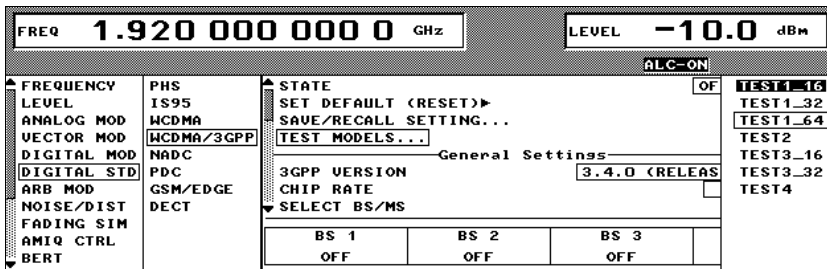 FREQ 1.920 000 000 0 GHz LEVEL -10.0 dBm
ALC-ON
FREQUENCY
LEVEL
ANALOG MOD
VECTOR MOD
DIGITAL MOD
DIGITAL STD
ARB MOD
NOISE/DIST
FADING SIM
AMIQ CTRL
BERT
PHS
IS95
WCDMA
WCDMA/3GPP
NADC
PDC
GSM/EDGE
DECT
STATE OF
SET DEFAULT (RESET)▶
SAVE/RECALL SETTING...
TEST MODELS...
General Settings
3GPP VERSION 3.4.0 (RELEAS
CHIP RATE
SELECT BS/MS
BS 1 BS 2 BS 3
OFF OFF OFF
TEST1_16
TEST1_32
TEST1_64
TEST2
TEST3_16
TEST3_32
TEST4